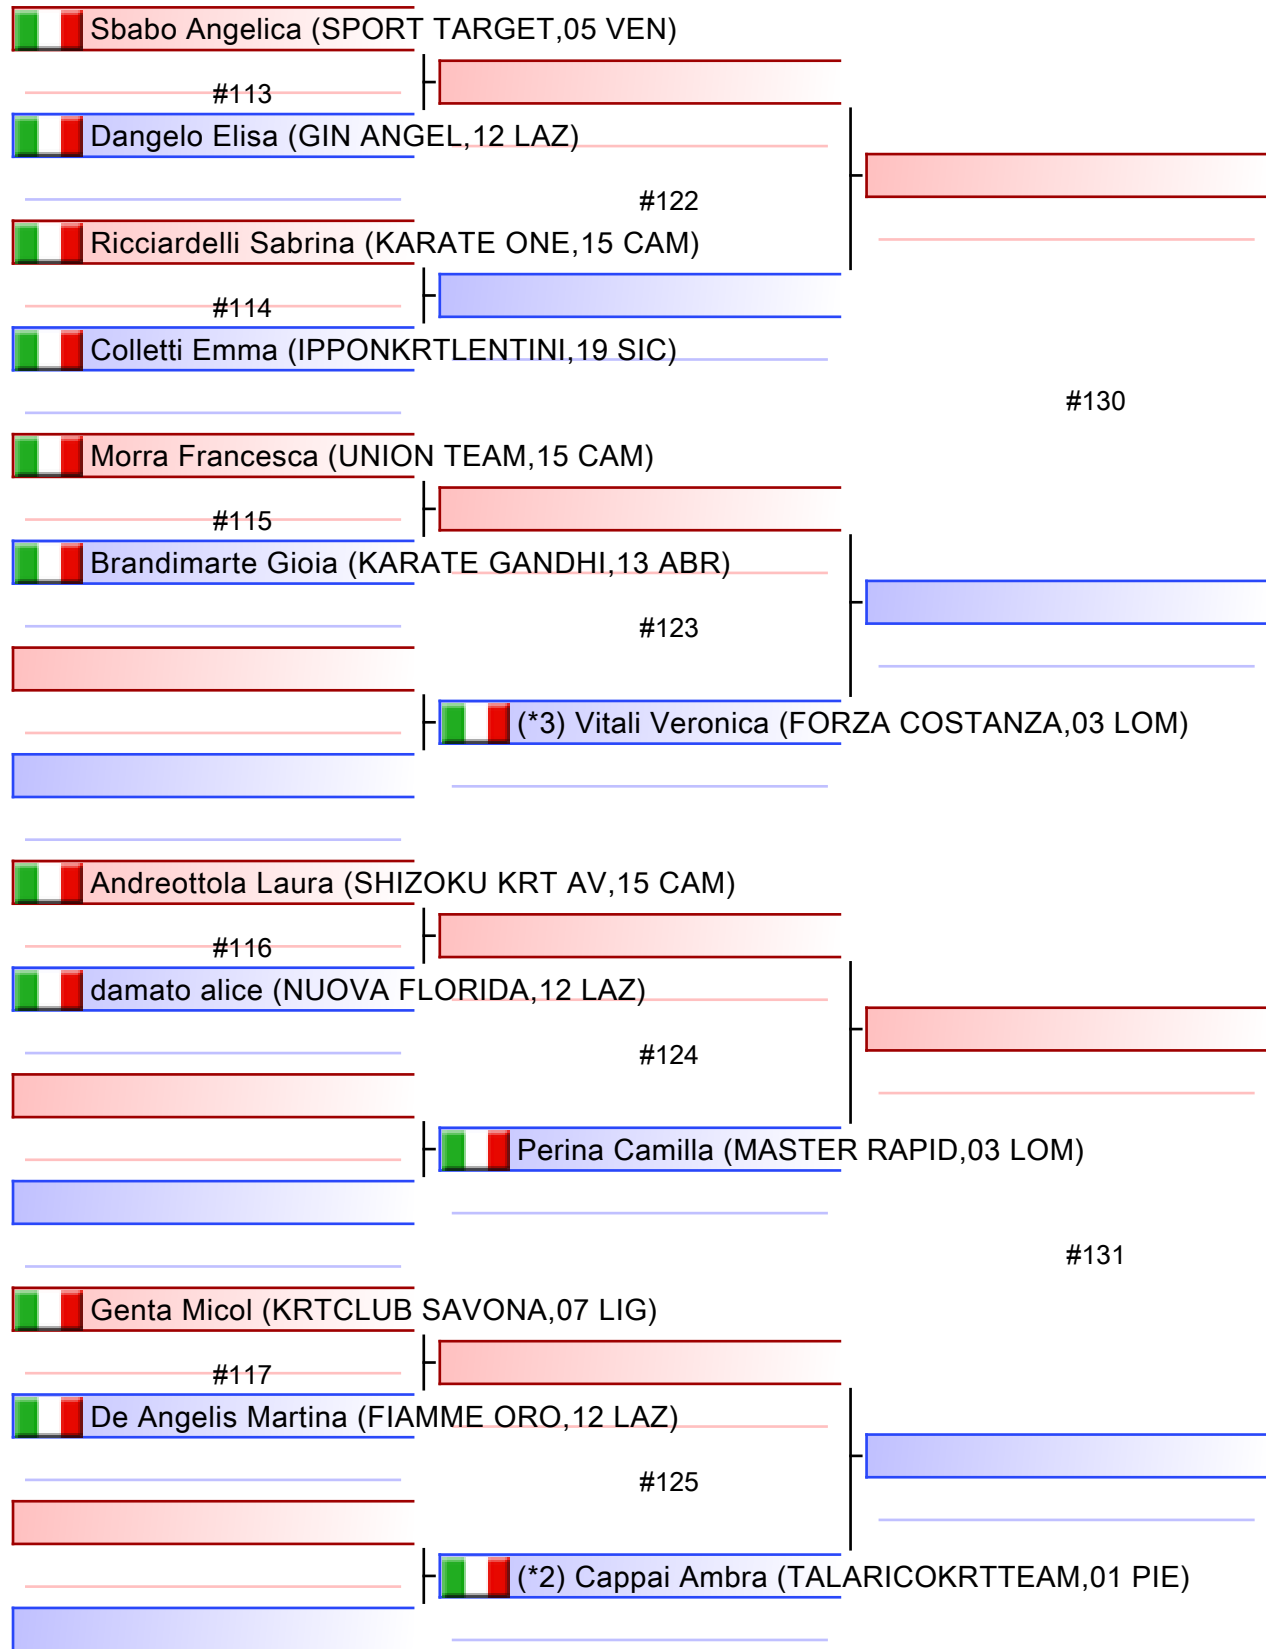 Sbabo Angelica (SPORT TARGET,05 VEN)
#113
Dangelo Elisa (GIN ANGEL,12 LAZ)
#122
Ricciardelli Sabrina (KARATE ONE,15 CAM)
#114
Colletti Emma (IPPONKRTLENTINI,19 SIC)
#130
Morra Francesca (UNION TEAM,15 CAM)
#115
Brandimarte Gioia (KARATE GANDHI,13 ABR)
#123
(*3) Vitali Veronica (FORZA COSTANZA,03 LOM)
Andreottola Laura (SHIZOKU KRT AV,15 CAM)
#116
damato alice (NUOVA FLORIDA,12 LAZ)
#124
Perina Camilla (MASTER RAPID,03 LOM)
#131
Genta Micol (KRTCLUB SAVONA,07 LIG)
#117
De Angelis Martina (FIAMME ORO,12 LAZ)
#125
(*2) Cappai Ambra (TALARICOKRTTEAM,01 PIE)